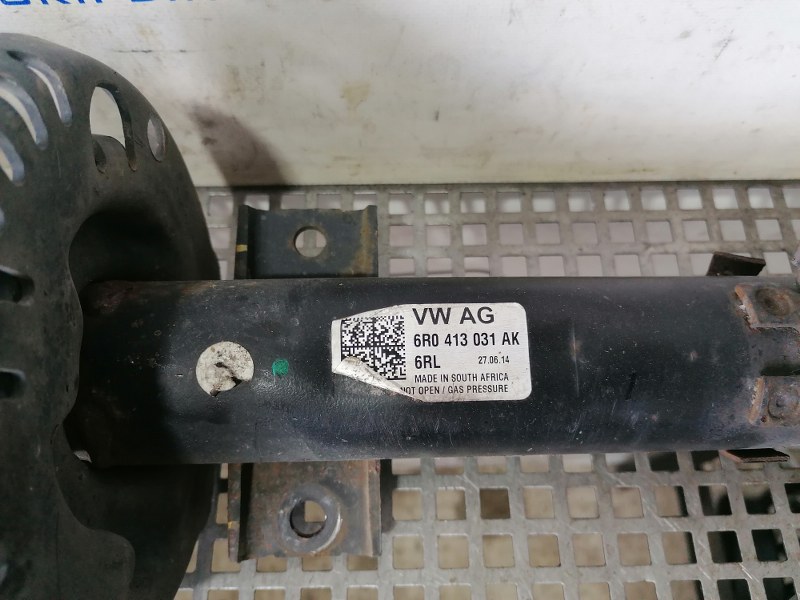 VW AG
6R0 413 031 AK
6RL 27.06.14
MADE IN SOUTH AFRICA
NOT OPEN / GAS PRESSURE